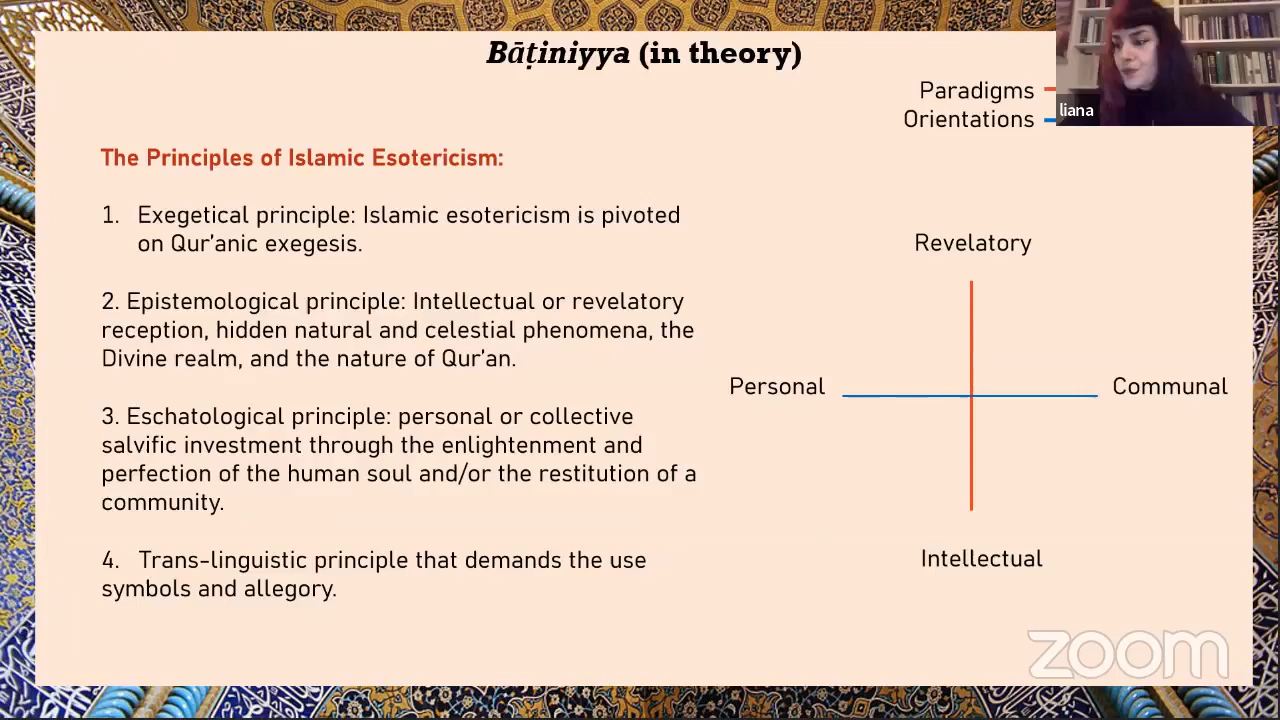 Bāṭiniyya (in theory)
Paradigms
Orientations
liana
The Principles of Islamic Esotericism:
1. Exegetical principle: Islamic esotericism is pivoted
on Qur'anic exegesis.
2. Epistemological principle: Intellectual or revelatory
reception, hidden natural and celestial phenomena, the
Divine realm, and the nature of Qur'an.
3. Eschatological principle: personal or collective
salvific investment through the enlightenment and
perfection of the human soul and/or the restitution of a
community.
4. Trans-linguistic principle that demands the use
symbols and allegory.
Revelatory
Personal
Communal
Intellectual
zoom